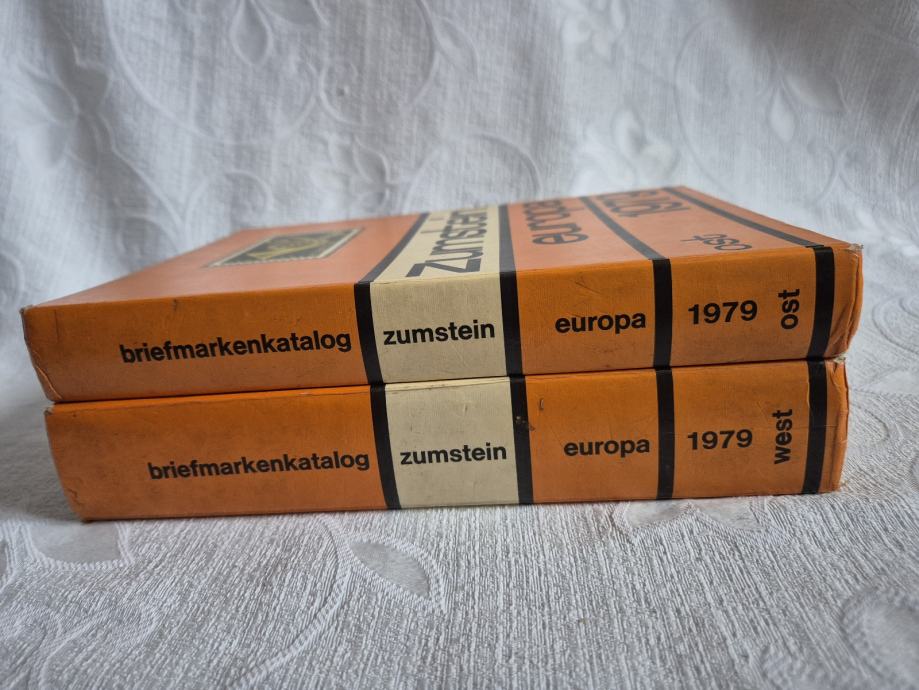 Zumstein
europa
1979
ost
briefmarkenkatalog zumstein europa 1979 ost
briefmarkenkatalog zumstein europa 1979 west